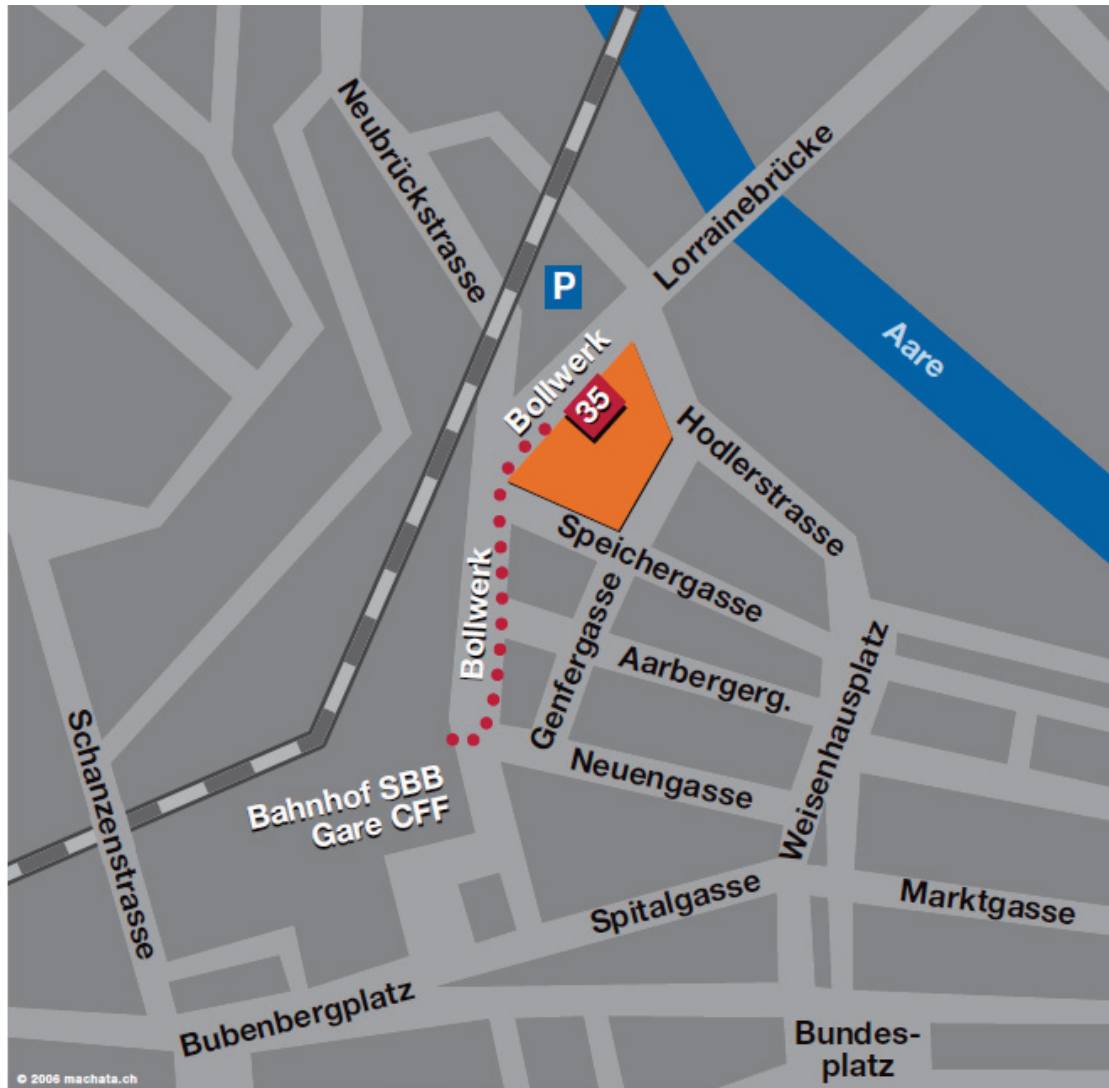 Neubrückstrasse
Lorrainebrücke
P
Aare
Bollwerk
35
Hodlerstrasse
Speichergasse
Bollwerk
Genfergasse
Aarbergerg.
Weisenhausplatz
Neuengasse
Schanzenstrasse
Bahnhof SBB
Gare CFF
Spitalgasse
Marktgasse
Bubenbergplatz
Bundes-
platz
© 2006 machata.ch